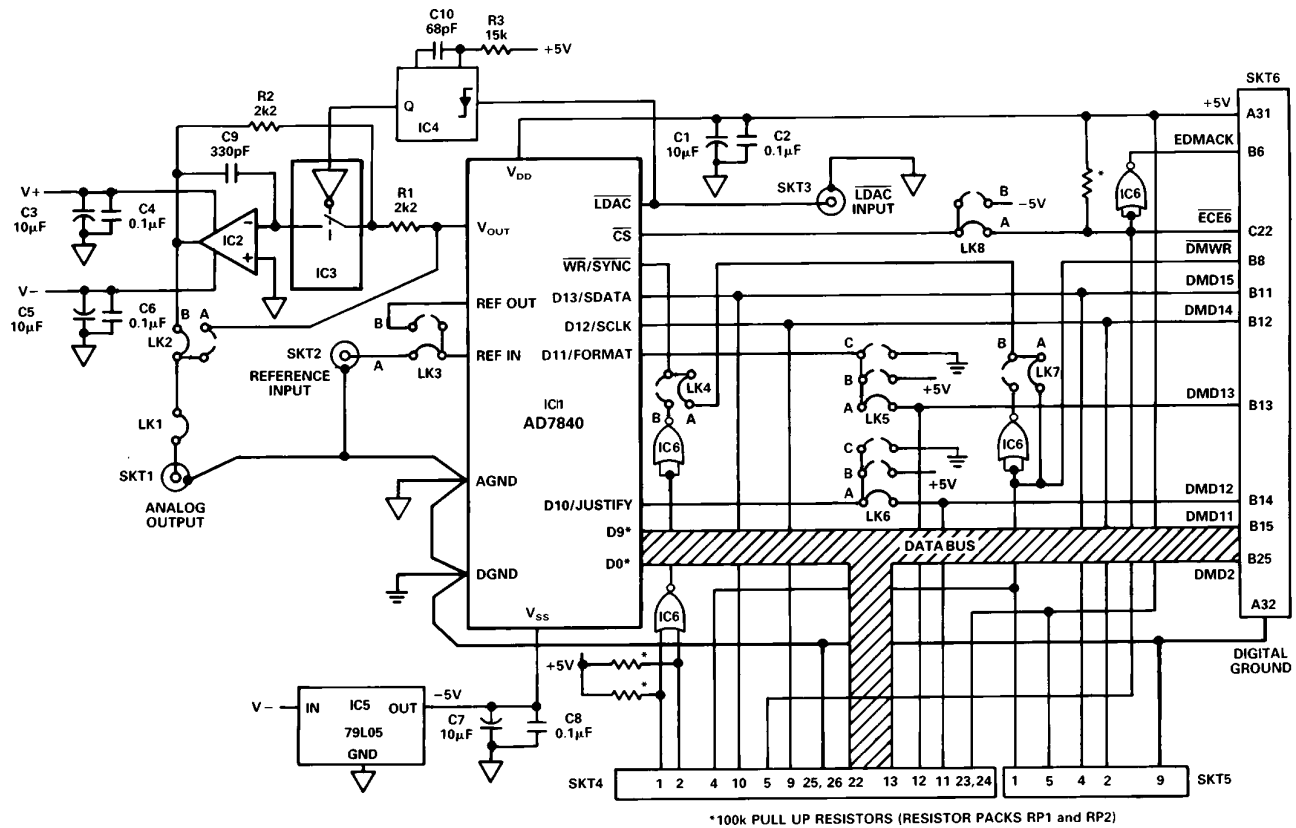 C10
68pF
R3
15k
+5V
SKT6
Q
IC4
R2
2k2
C9
330pF
+5V
A31
EDMACK
B6
C1
10µF
C2
0.1µF
VDD
V+
C3
10µF
C4
0.1µF
IC2
-
+
IC3
R1
2k2
VOUT
LDAC
SKT3
LDAC
INPUT
B
-5V
A
LK8
*
IC6
ECE6
C22
CS
DMWR
B8
WR/SYNC
V-
C5
10µF
C6
0.1µF
B
A
LK2
REF OUT
D13/SDATA
DMD15
B11
D12/SCLK
DMD14
B12
B
SKT2
REFERENCE
INPUT
A
LK3
REF IN
D11/FORMAT
C
B
+5V
A
LK5
B
A
LK7
LK4
B
A
IC6
DMD13
B13
LK1
IC1
AD7840
C
B
+5V
A
LK6
IC6
SKT1
ANALOG
OUTPUT
AGND
D10/JUSTIFY
DMD12
B14
DMD11
B15
D9*
DATA BUS
D0*
B25
DMD2
DGND
A32
VSS
IC6
DIGITAL
GROUND
+5V
*
*
V-
IN
IC5
OUT
79L05
GND
-5V
C7
10µF
C8
0.1µF
SKT4
1 2 4 10 5 9 25, 26 22 13 12 11 23, 24
1 5 4 2 9
SKT5
*100k PULL UP RESISTORS (RESISTOR PACKS RP1 and RP2)